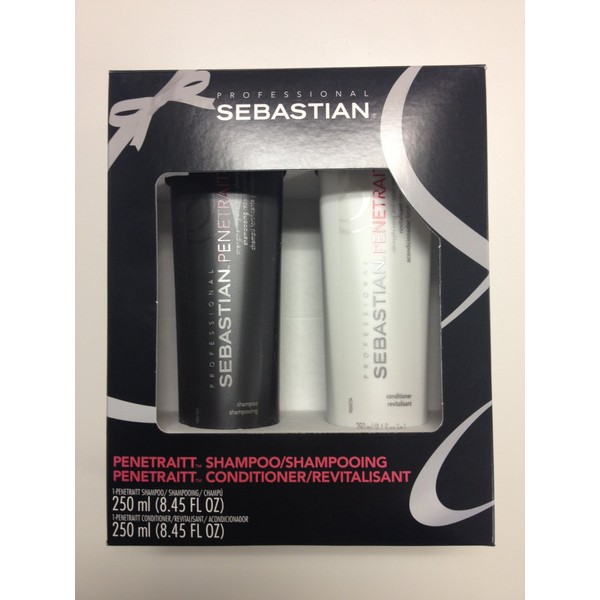 PROFESSIONAL
SEBASTIAN
PROFESSIONAL
SEBASTIAN. PENETRAITT
shampoo
shampooing
PROFESSIONAL
SEBASTIAN. PENETRAITT
conditioner
revitalisant
PENETRAITT™ SHAMPOO/SHAMPOOING
PENETRAITT™ CONDITIONER/REVITALISANT
1-PENETRAITT SHAMPOO/ SHAMPOOING/ CHAMPÚ
250 ml (8.45 FL OZ)
1-PENETRAITT CONDITIONER/REVITALISANT/ ACONDICIONADOR
250 ml (8.45 FL OZ)